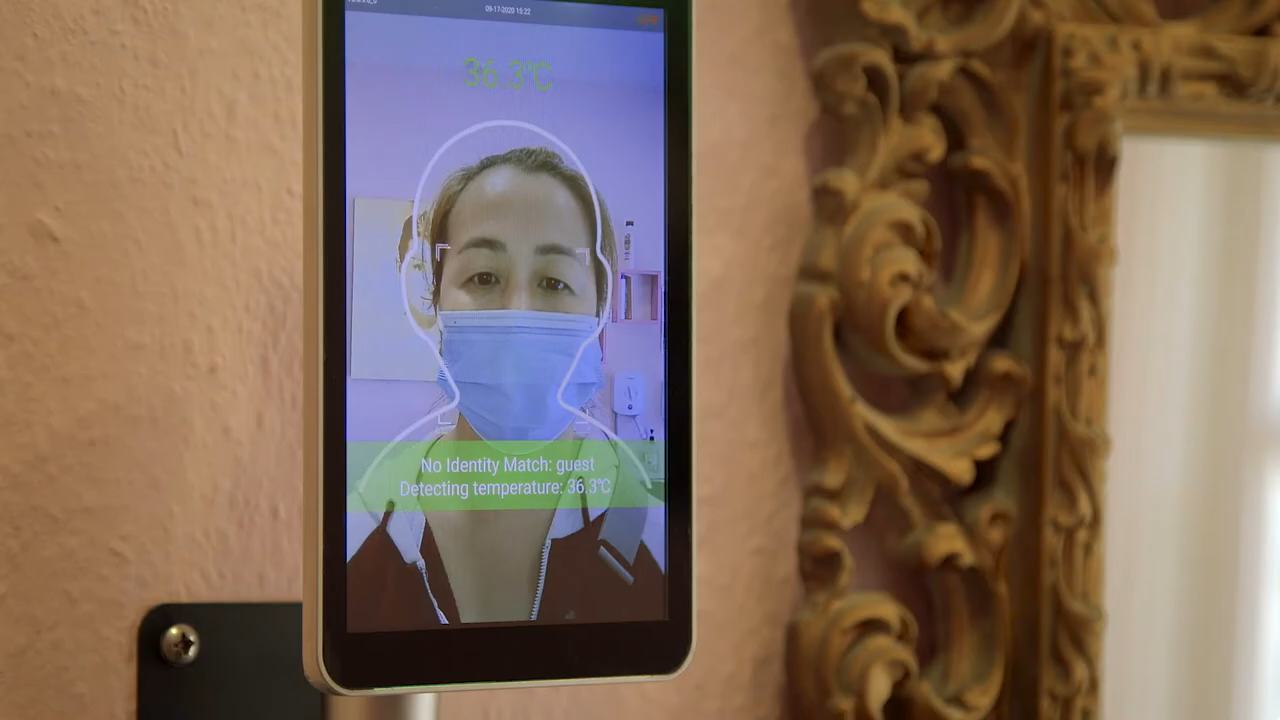 09-17-2020 15:22
36.3℃
No Identity Match: guest
Detecting temperature: 36.3℃